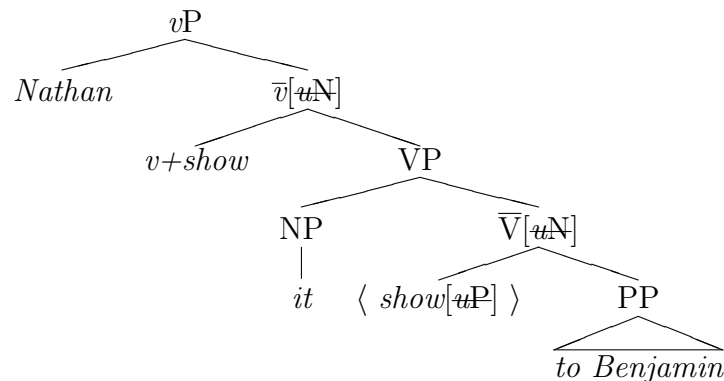 vP
Nathan v̅[uN]
v+show VP
NP V̅[uN]
it ⟨ show[uP] ⟩ PP
to Benjamin